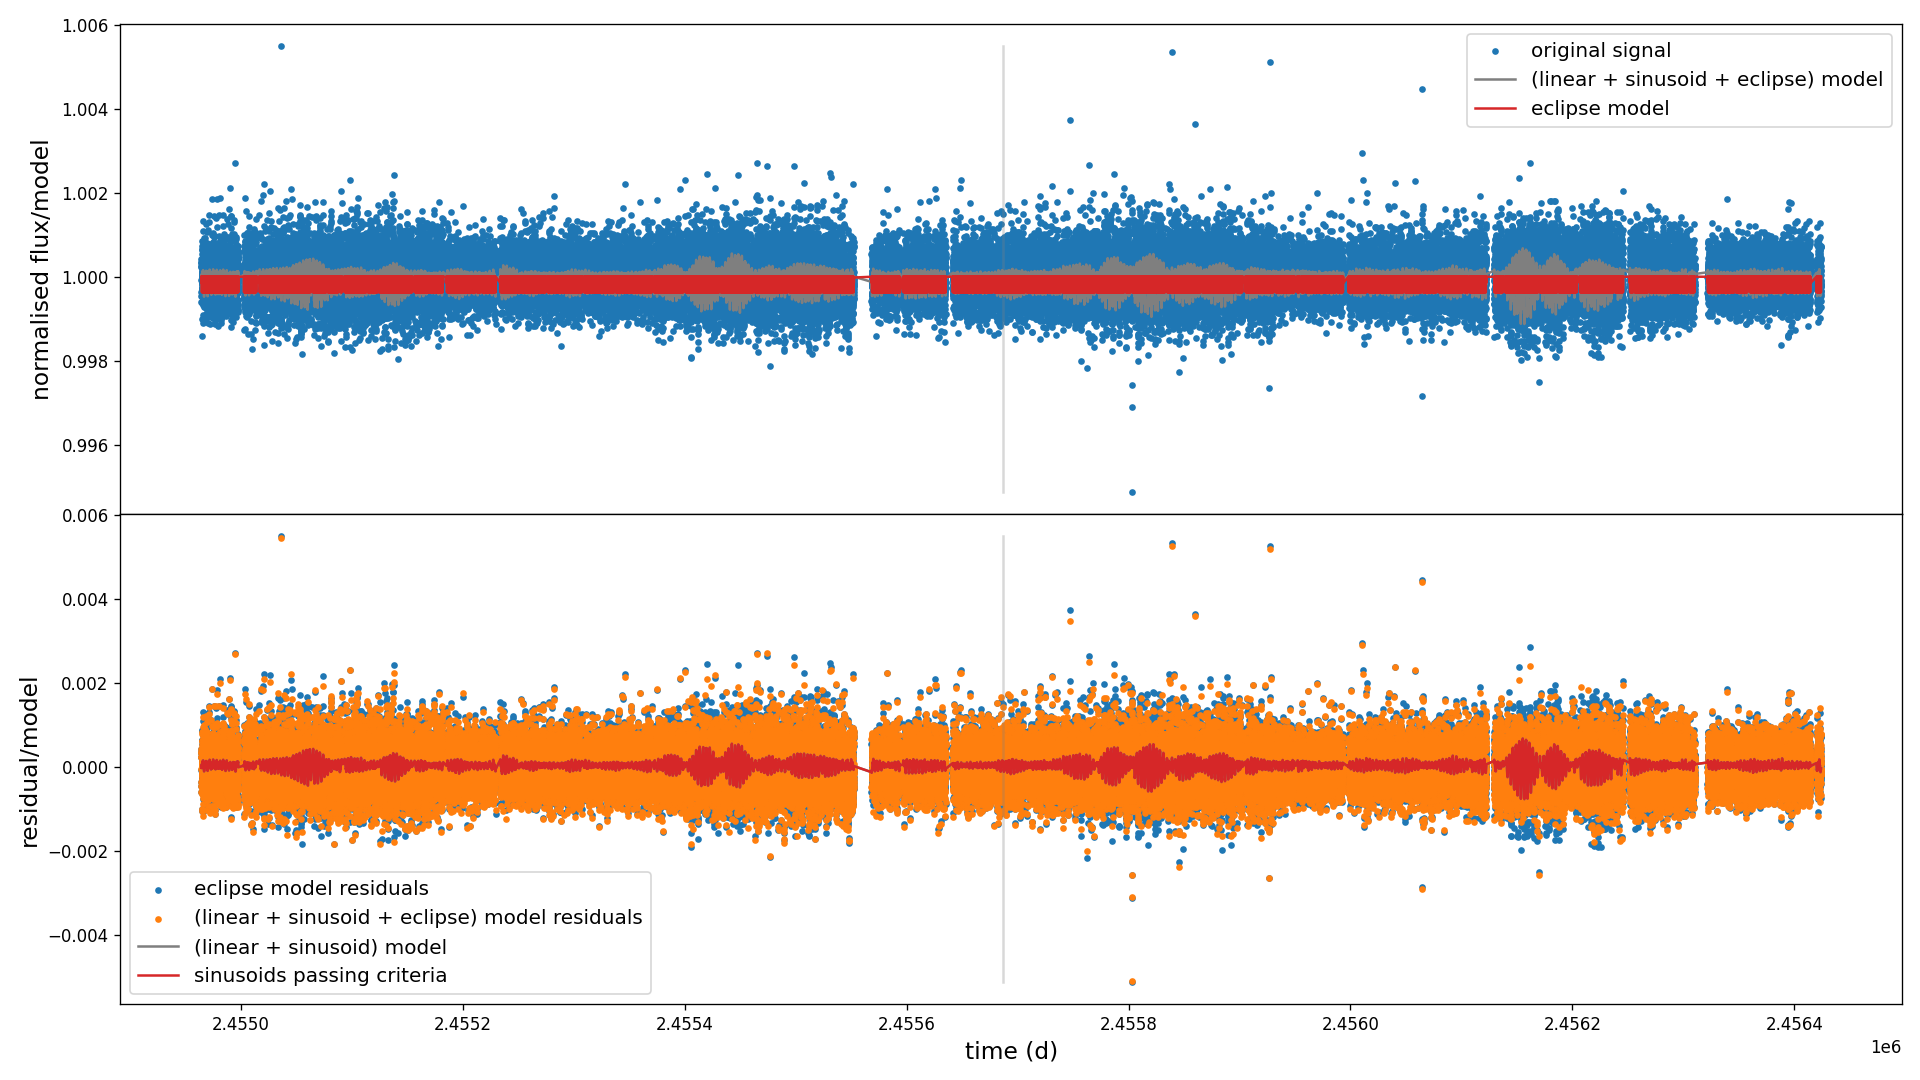 1.006
1.004
1.002
1.000
0.998
0.996
normalised flux/model
original signal
(linear + sinusoid + eclipse) model
eclipse model
0.006
0.004
0.002
0.000
−0.002
−0.004
residual/model
eclipse model residuals
(linear + sinusoid + eclipse) model residuals
(linear + sinusoid) model
sinusoids passing criteria
2.4550 2.4552 2.4554 2.4556 2.4558 2.4560 2.4562 2.4564
1e6
time (d)